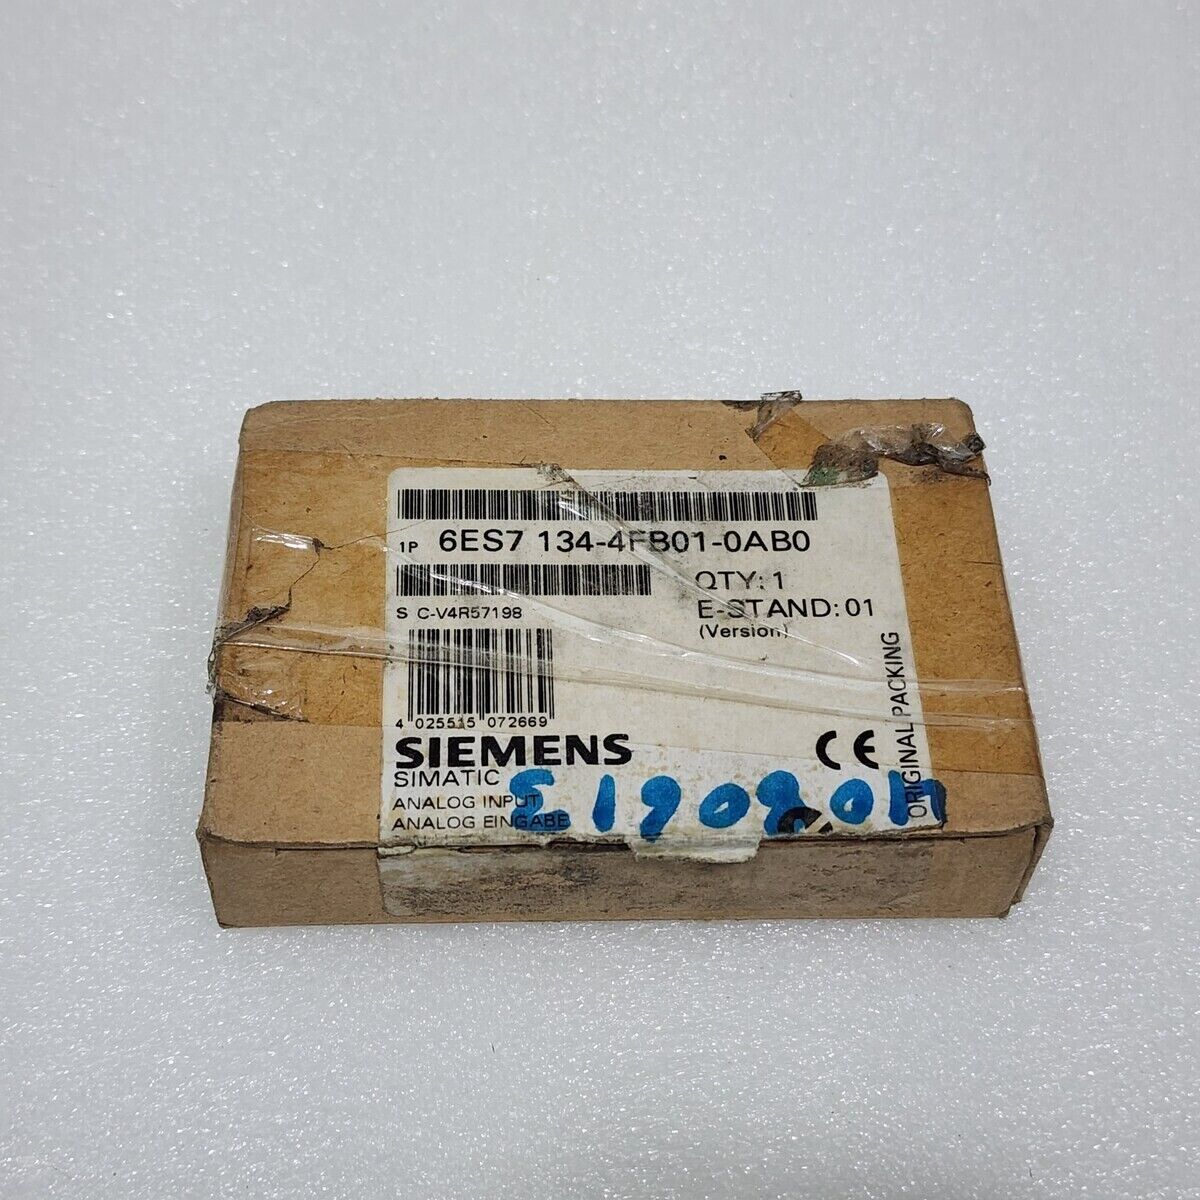 1P 6ES7 134-4FB01-0AB0
S C-V4R57198
QTY: 1
E-STAND: 01
(Version)
4 025515 072669
SIEMENS
CE
SIMATIC
ANALOG INPUT
ANALOG EINGABE
ORIGINAL PACKING